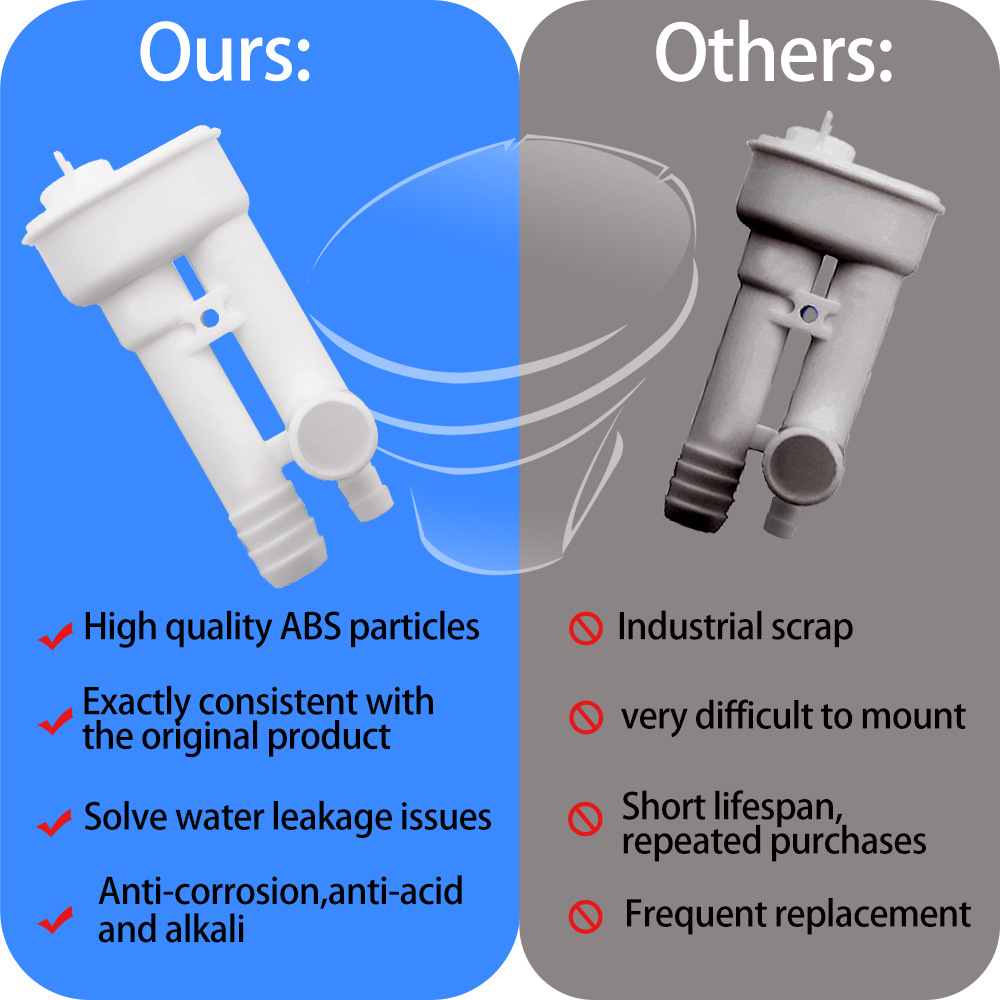 Ours:
Others:
High quality ABS particles
Exactly consistent with
the original product
Solve water leakage issues
Anti-corrosion,anti-acid
and alkali
Industrial scrap
very difficult to mount
Short lifespan,
repeated purchases
Frequent replacement